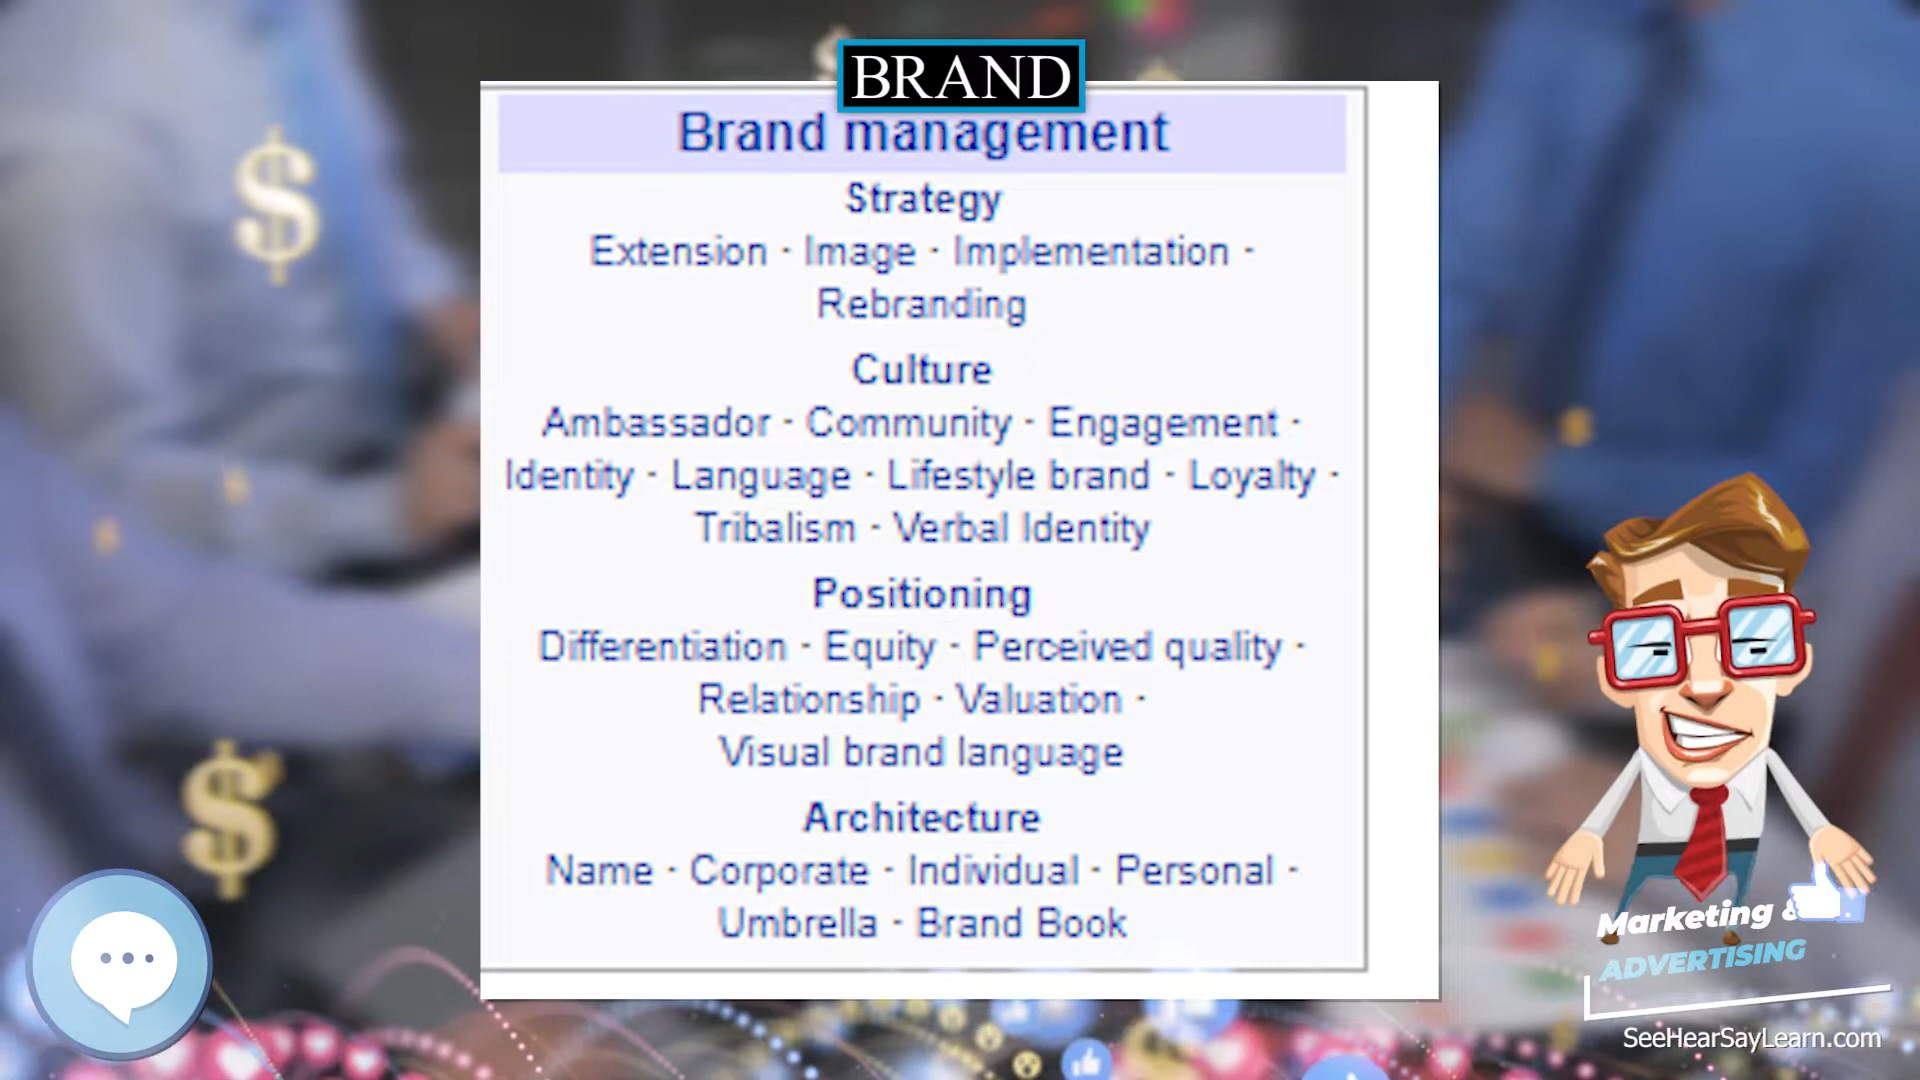 BRAND
Brand management
Strategy
Extension · Image · Implementation ·
Rebranding
Culture
Ambassador · Community · Engagement ·
Identity · Language · Lifestyle brand · Loyalty ·
Tribalism · Verbal Identity
Positioning
Differentiation · Equity · Perceived quality ·
Relationship · Valuation ·
Visual brand language
Architecture
Name · Corporate · Individual · Personal ·
Umbrella · Brand Book
Marketing &
ADVERTISING
SeeHearSayLearn.com